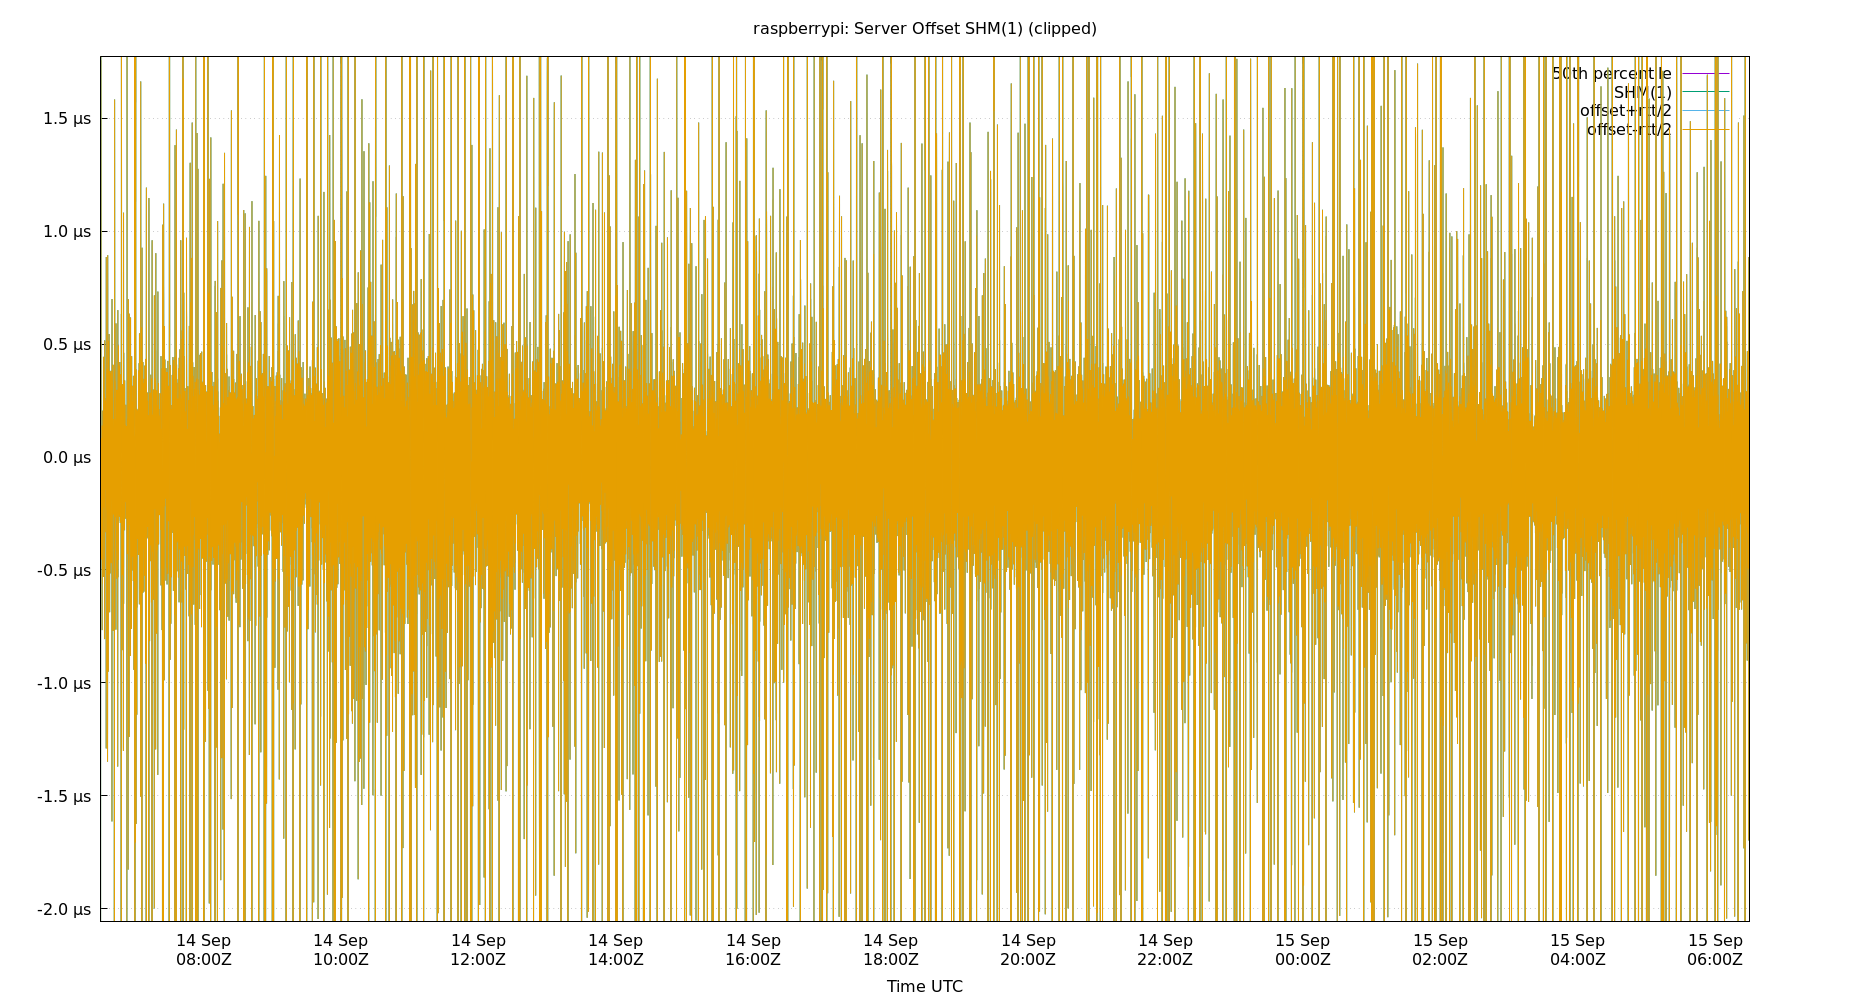 raspberrypi: Server Offset SHM(1) (clipped)
50th percentile
SHM(1)
offset+rtt/2
offset-rtt/2
1.5 µs
1.0 µs
0.5 µs
0.0 µs
-0.5 µs
-1.0 µs
-1.5 µs
-2.0 µs
14 Sep 14 Sep 14 Sep 14 Sep 14 Sep 14 Sep 14 Sep 14 Sep 15 Sep 15 Sep 15 Sep 15 Sep
08:00Z 10:00Z 12:00Z 14:00Z 16:00Z 18:00Z 20:00Z 22:00Z 00:00Z 02:00Z 04:00Z 06:00Z
Time UTC